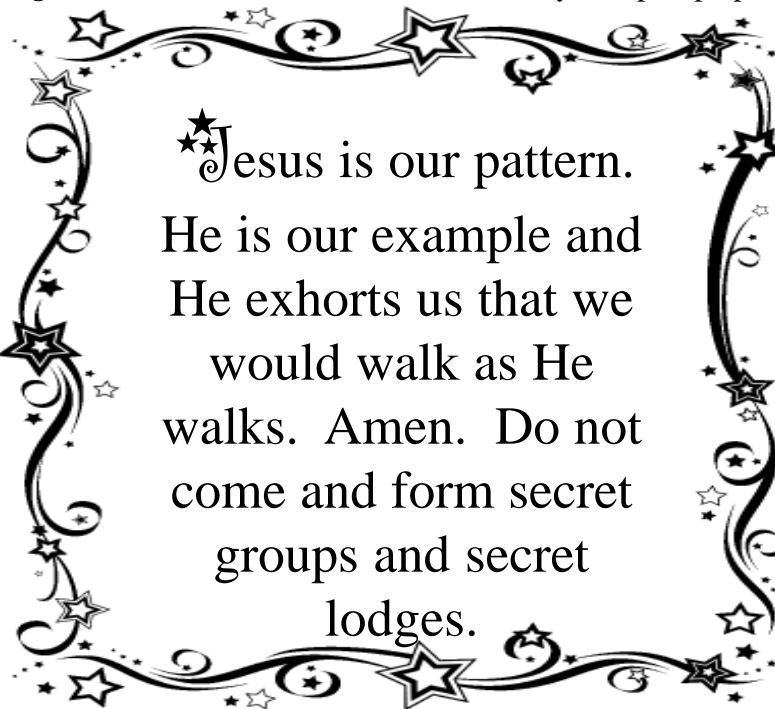 Jesus is our pattern.
He is our example and
He exhorts us that we
would walk as He
walks.  Amen.  Do not
come and form secret
groups and secret
lodges.